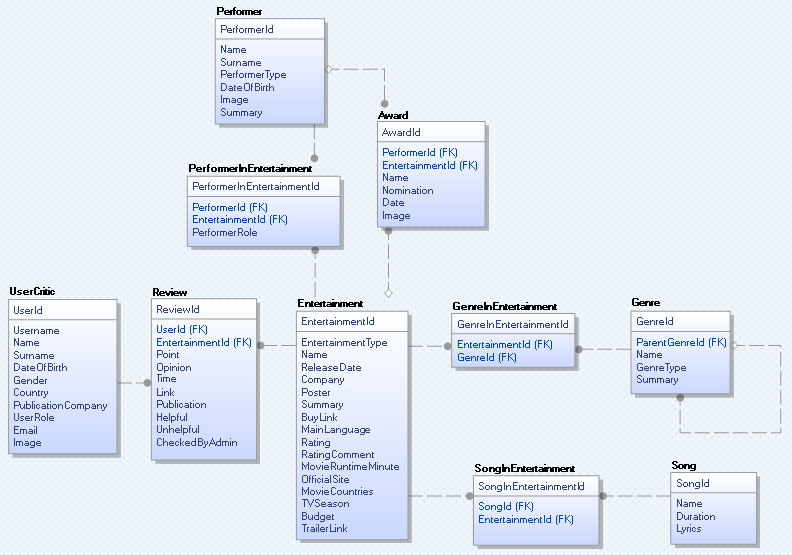 Performer
PerformerId
Name
Surname
PerformerType
DateOfBirth
Image
Summary
Award
AwardId
PerformerId (FK)
EntertainmentId (FK)
Name
Nomination
Date
Image
PerformerInEntertainment
PerformerInEntertainmentId
PerformerId (FK)
EntertainmentId (FK)
PerformerRole
UserCritic
UserId
Username
Name
Surname
DateOfBirth
Gender
Country
PublicationCompany
UserRole
Email
Image
Review
ReviewId
UserId (FK)
EntertainmentId (FK)
Point
Opinion
Time
Link
Publication
Helpful
Unhelpful
CheckedByAdmin
Entertainment
EntertainmentId
EntertainmentType
Name
ReleaseDate
Company
Poster
Summary
BuyLink
MainLanguage
Rating
RatingComment
MovieRuntimeMinute
OfficialSite
MovieCountries
TVSeason
Budget
TrailerLink
GenreInEntertainment
GenreInEntertainmentId
EntertainmentId (FK)
GenreId (FK)
Genre
GenreId
ParentGenreId (FK)
Name
GenreType
Summary
SongInEntertainment
SongInEntertainmentId
SongId (FK)
EntertainmentId (FK)
Song
SongId
Name
Duration
Lyrics